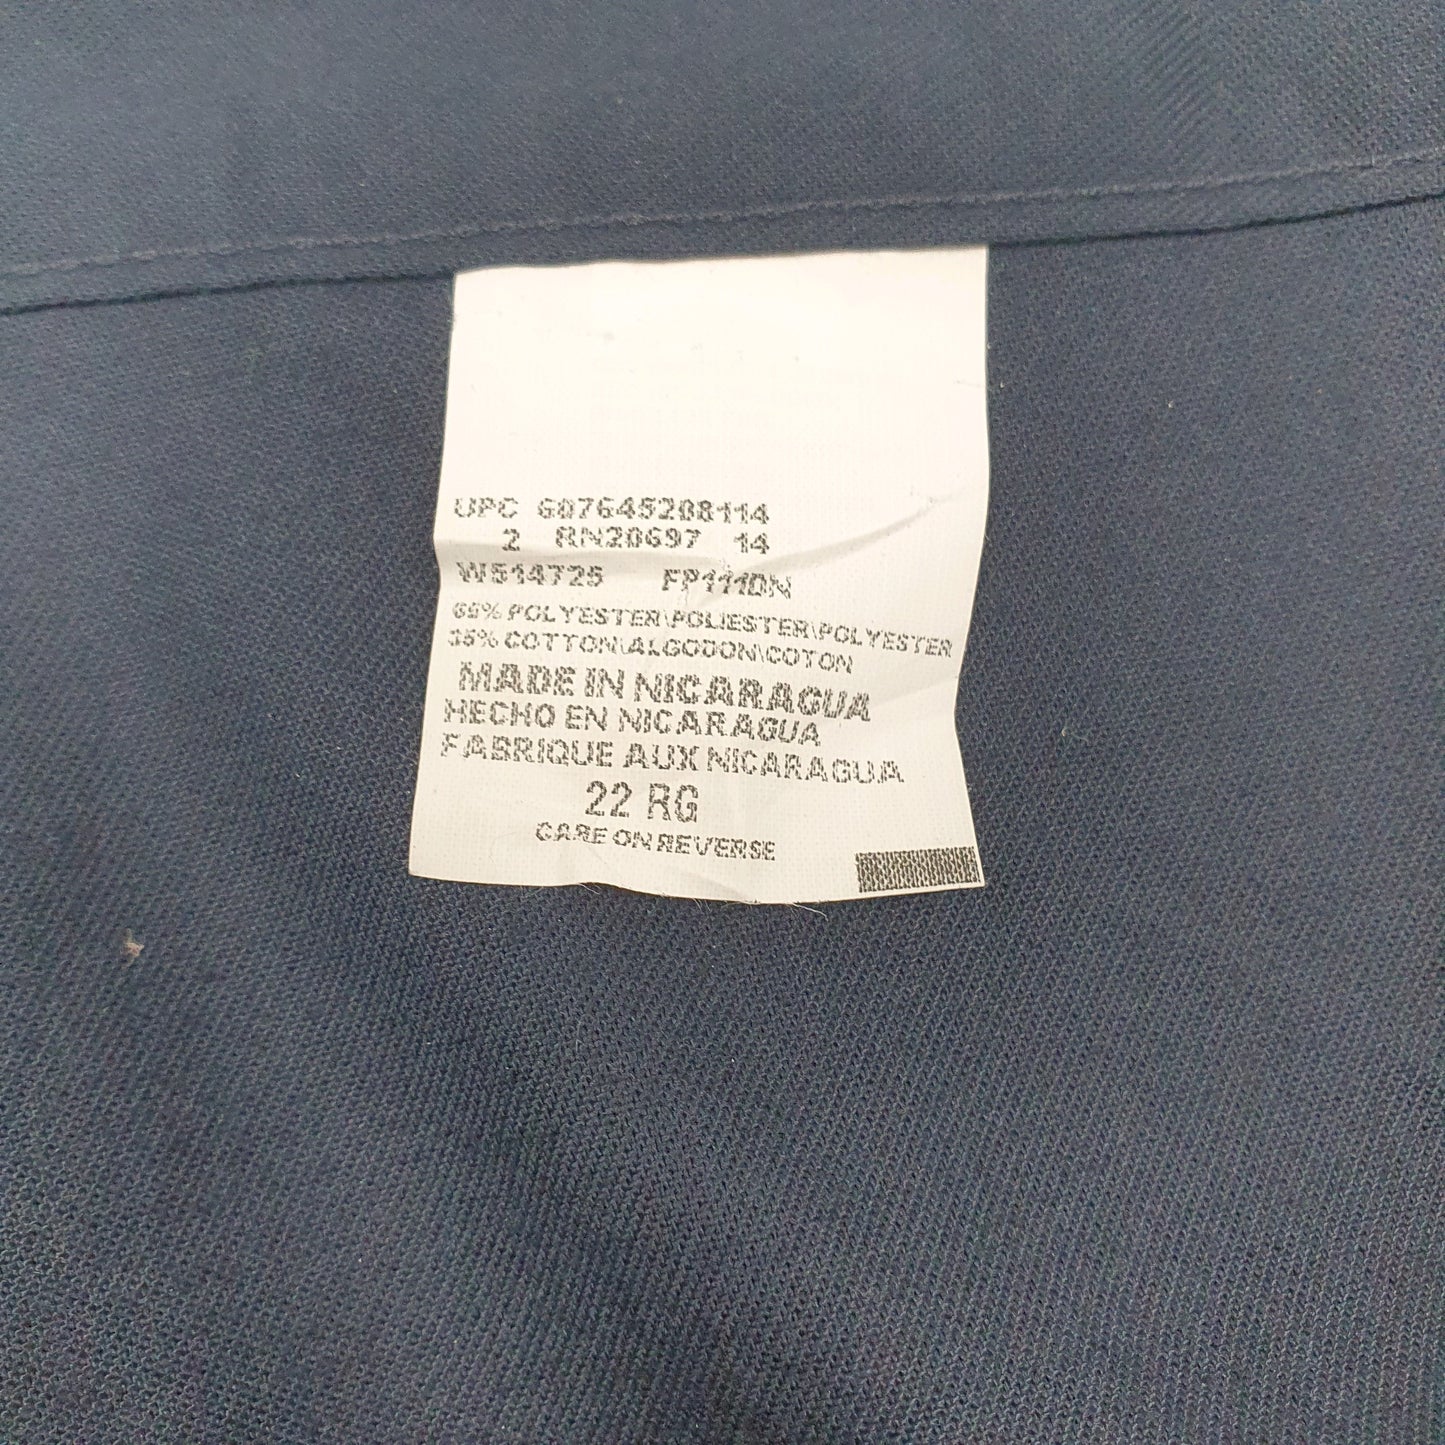 UPC 607645208114
2 RN20697 14
W514725 FP111DN
65% POLYESTER\POLIESTER\POLYESTER
35% COTTON\ALGODON\COTON
MADE IN NICARAGUA
HECHO EN NICARAGUA
FABRIQUE AUX NICARAGUA
22 RG
CARE ON REVERSE